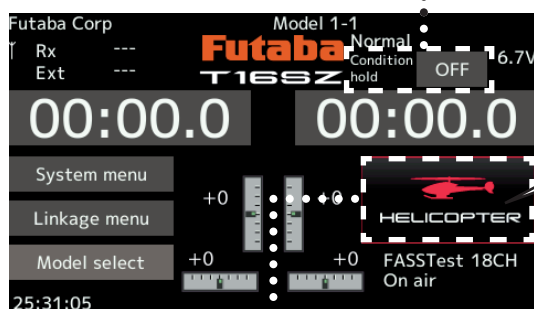 Futaba Corp
Model 1-1
Rx ---
Ext ---
Futaba
T16SZ
Normal
Condition
hold
OFF
6.7V
00:00.0
00:00.0
System menu
Linkage menu
Model select
+0
+0
+0
+0
HELICOPTER
FASSTest 18CH
On air
25:31:05